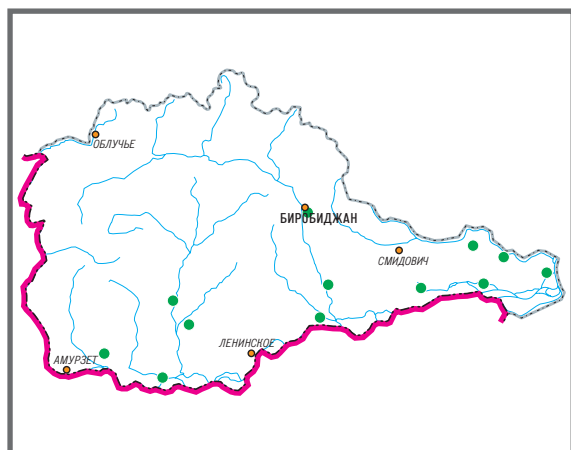 ОБЛУЧЬЕ
БИРОБИДЖАН
СМИДОВИЧ
ЛЕНИНСКОЕ
АМУРЗЕТ